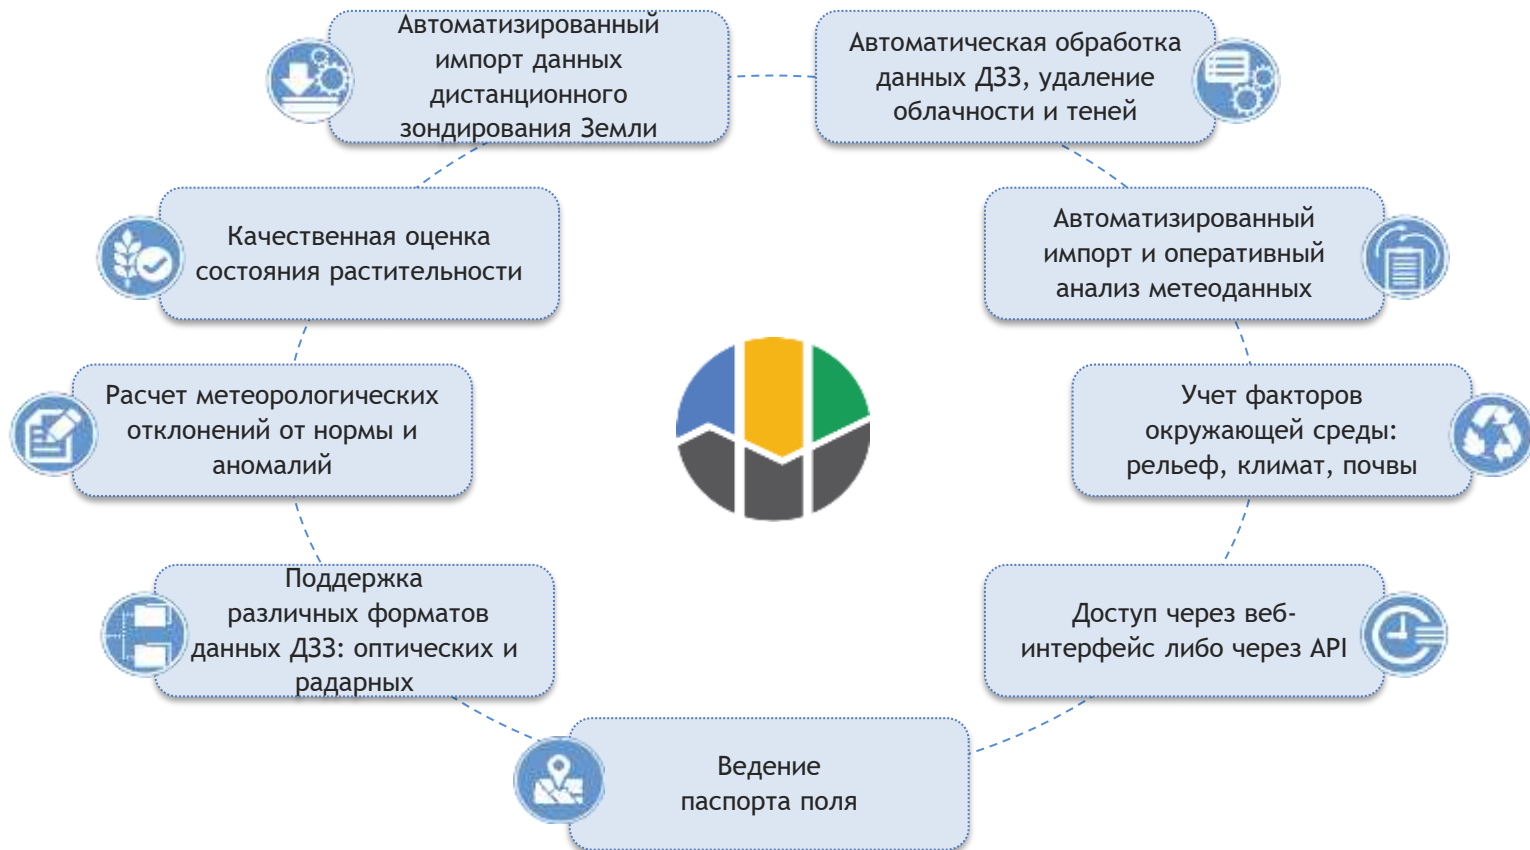 Автоматизированный
импорт данных
дистанционного
зондирования Земли
Автоматическая обработка
данных ДЗЗ, удаление
облачности и теней
Качественная оценка
состояния растительности
Автоматизированный
импорт и оперативный
анализ метеоданных
Расчет метеорологических
отклонений от нормы и
аномалий
Учет факторов
окружающей среды:
рельеф, климат, почвы
Поддержка
различных форматов
данных ДЗЗ: оптических и
радарных
Доступ через веб-
интерфейс либо через API
Ведение
паспорта поля